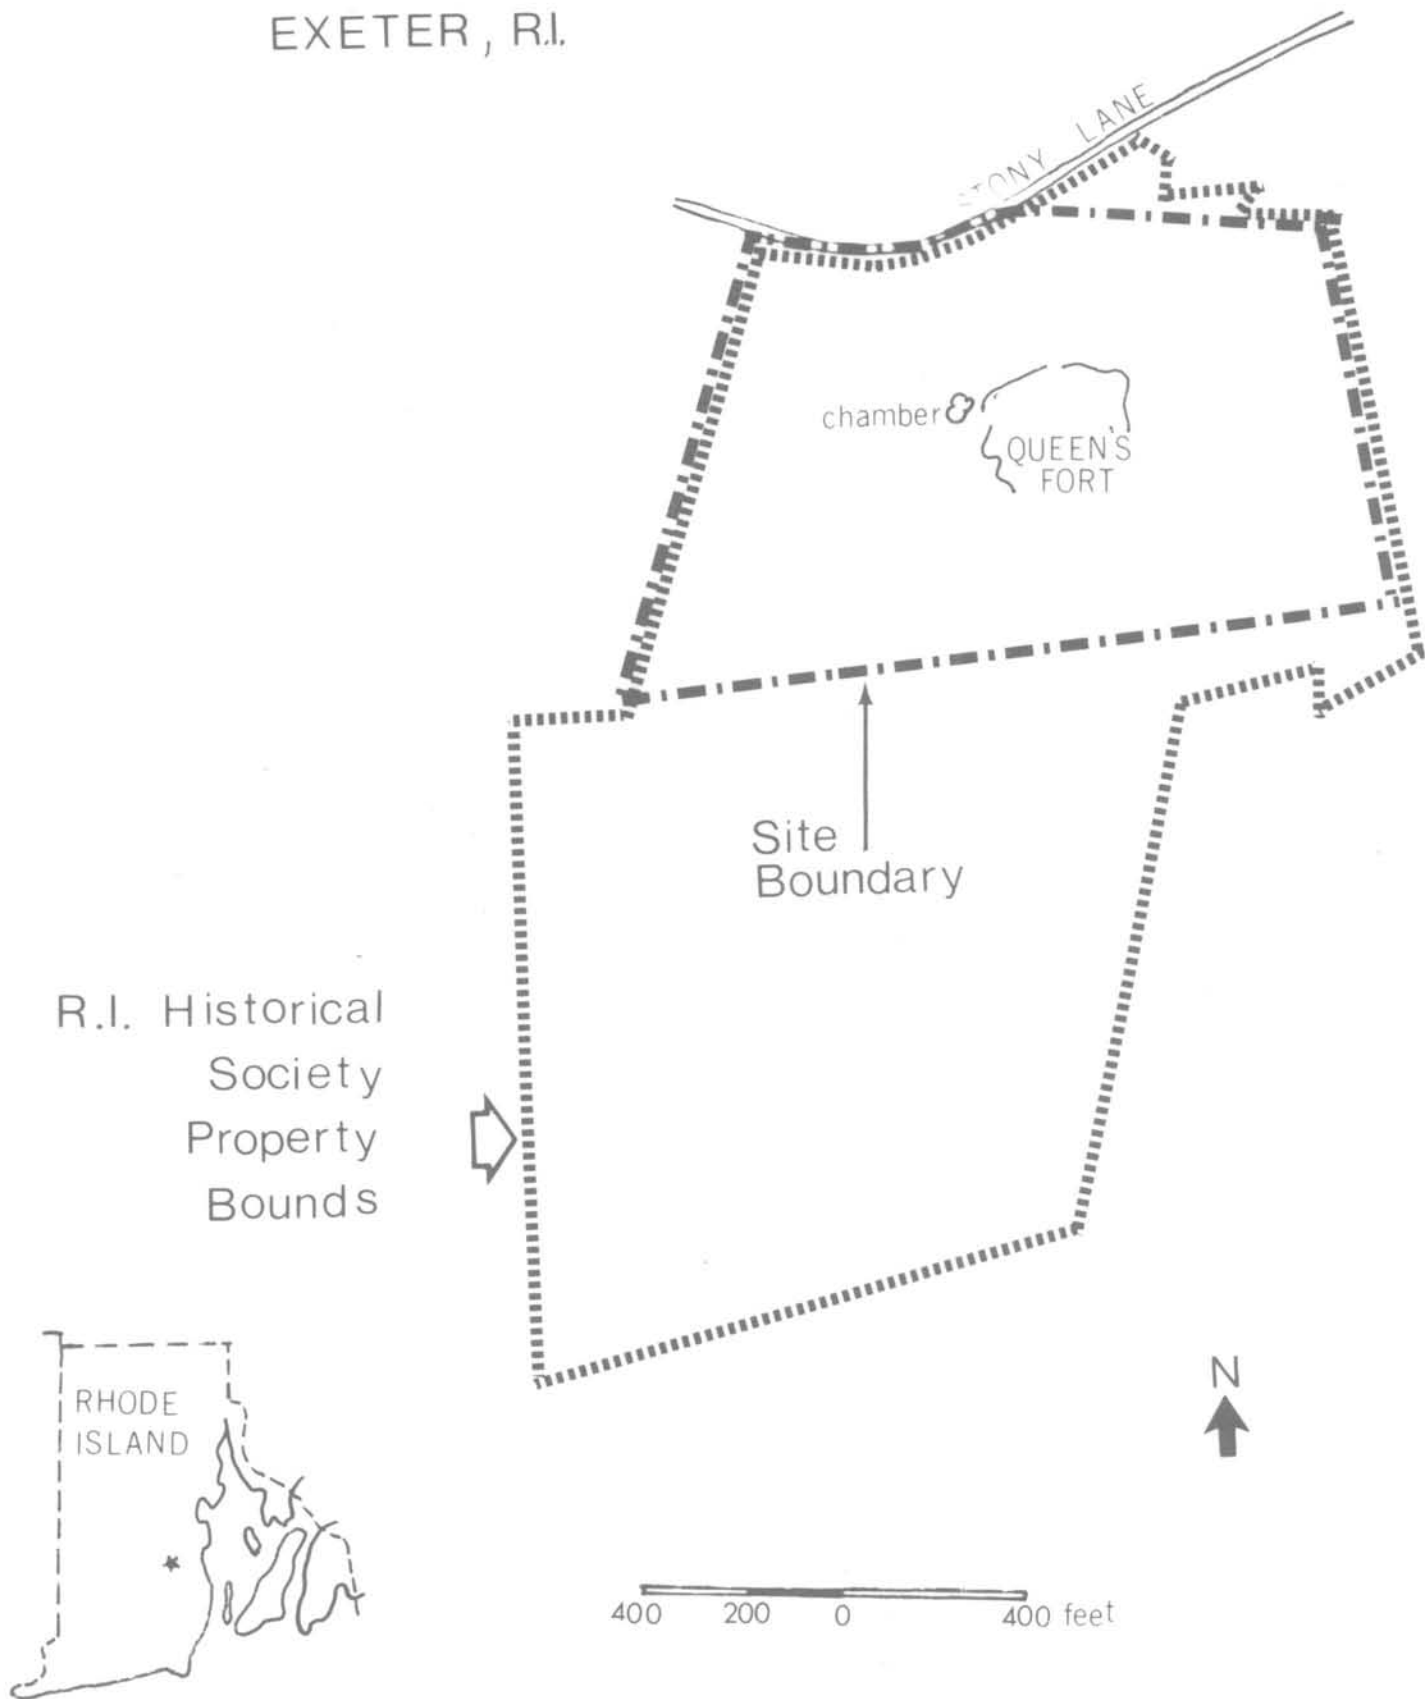 EXETER, R.I.
STONY LANE
chamber
QUEEN'S
FORT
Site
Boundary
R.I. Historical
Society
Property
Bounds
RHODE
ISLAND
N
400 200 0 400 feet